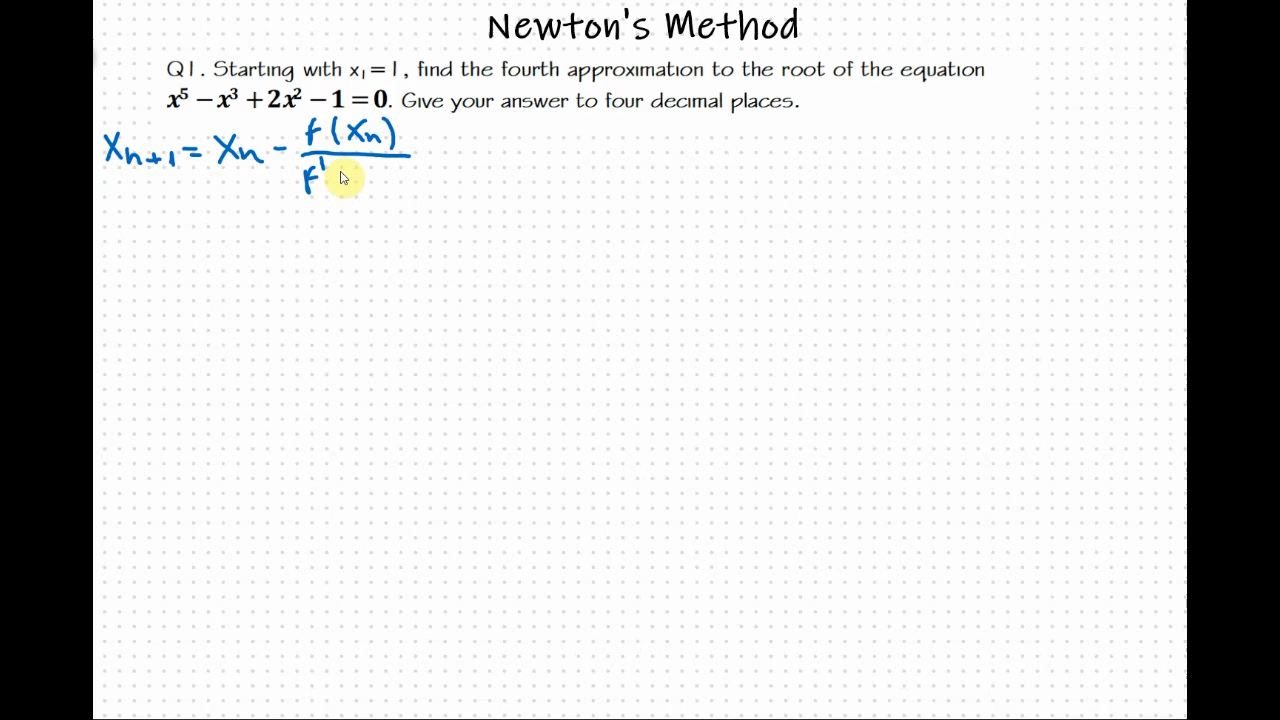 Newton's Method
Q1. Starting with x₁ = 1, find the fourth approximation to the root of the equation
x⁵ − x³ + 2x² − 1 = 0. Give your answer to four decimal places.
Xₙ₊₁ = Xₙ - f(Xₙ)
f'